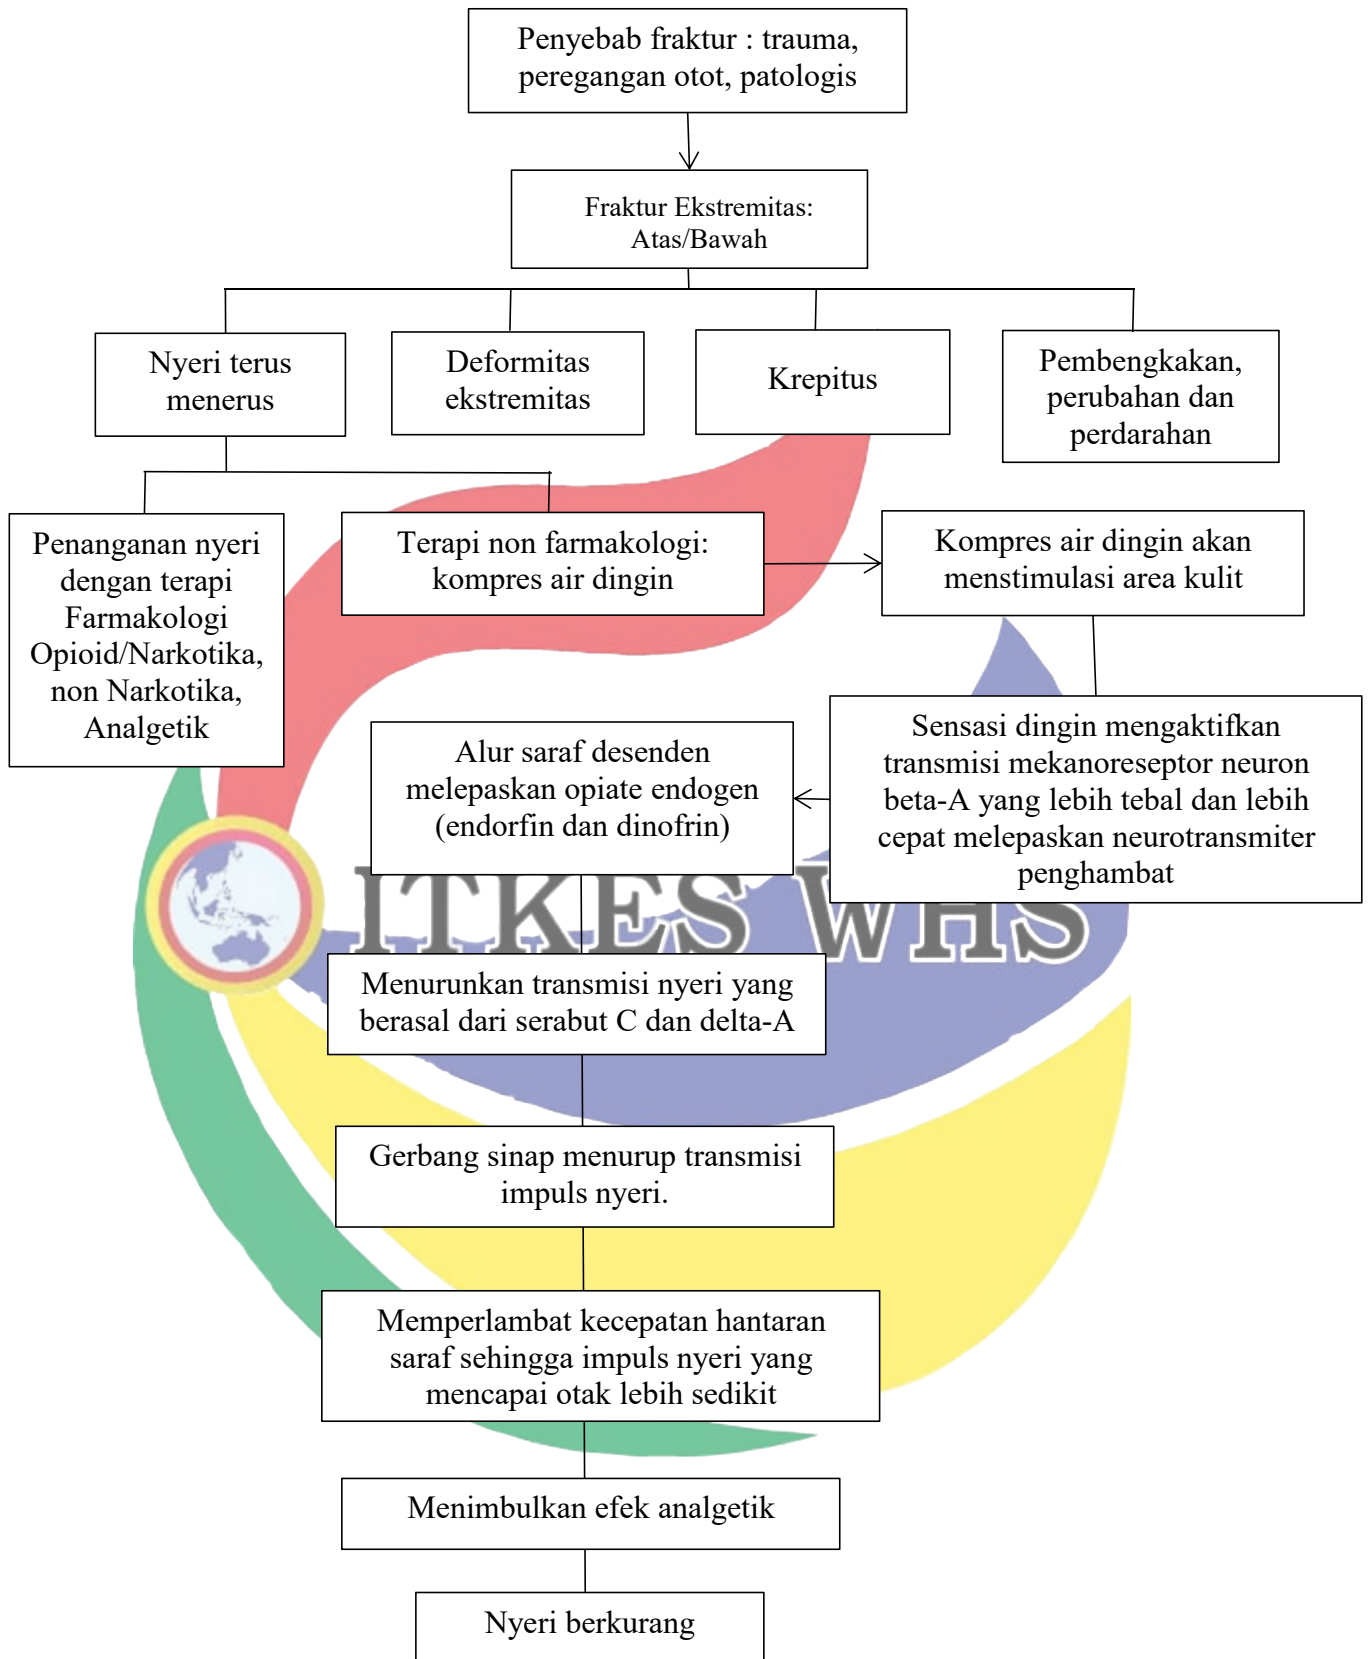 Penyebab fraktur : trauma,
peregangan otot, patologis
Fraktur Ekstremitas:
Atas/Bawah
Nyeri terus
menerus
Deformitas
ekstremitas
Krepitus
Pembengkakan,
perubahan dan
perdarahan
Penanganan nyeri
dengan terapi
Farmakologi
Opioid/Narkotika,
non Narkotika,
Analgetik
Terapi non farmakologi:
kompres air dingin
Kompres air dingin akan
menstimulasi area kulit
Sensasi dingin mengaktifkan
transmisi mekanoreseptor neuron
beta-A yang lebih tebal dan lebih
cepat melepaskan neurotransmiter
penghambat
Alur saraf desenden
melepaskan opiate endogen
(endorfin dan dinofrin)
ITKES WHS
Menurunkan transmisi nyeri yang
berasal dari serabut C dan delta-A
Gerbang sinap menurup transmisi
impuls nyeri.
Memperlambat kecepatan hantaran
saraf sehingga impuls nyeri yang
mencapai otak lebih sedikit
Menimbulkan efek analgetik
Nyeri berkurang